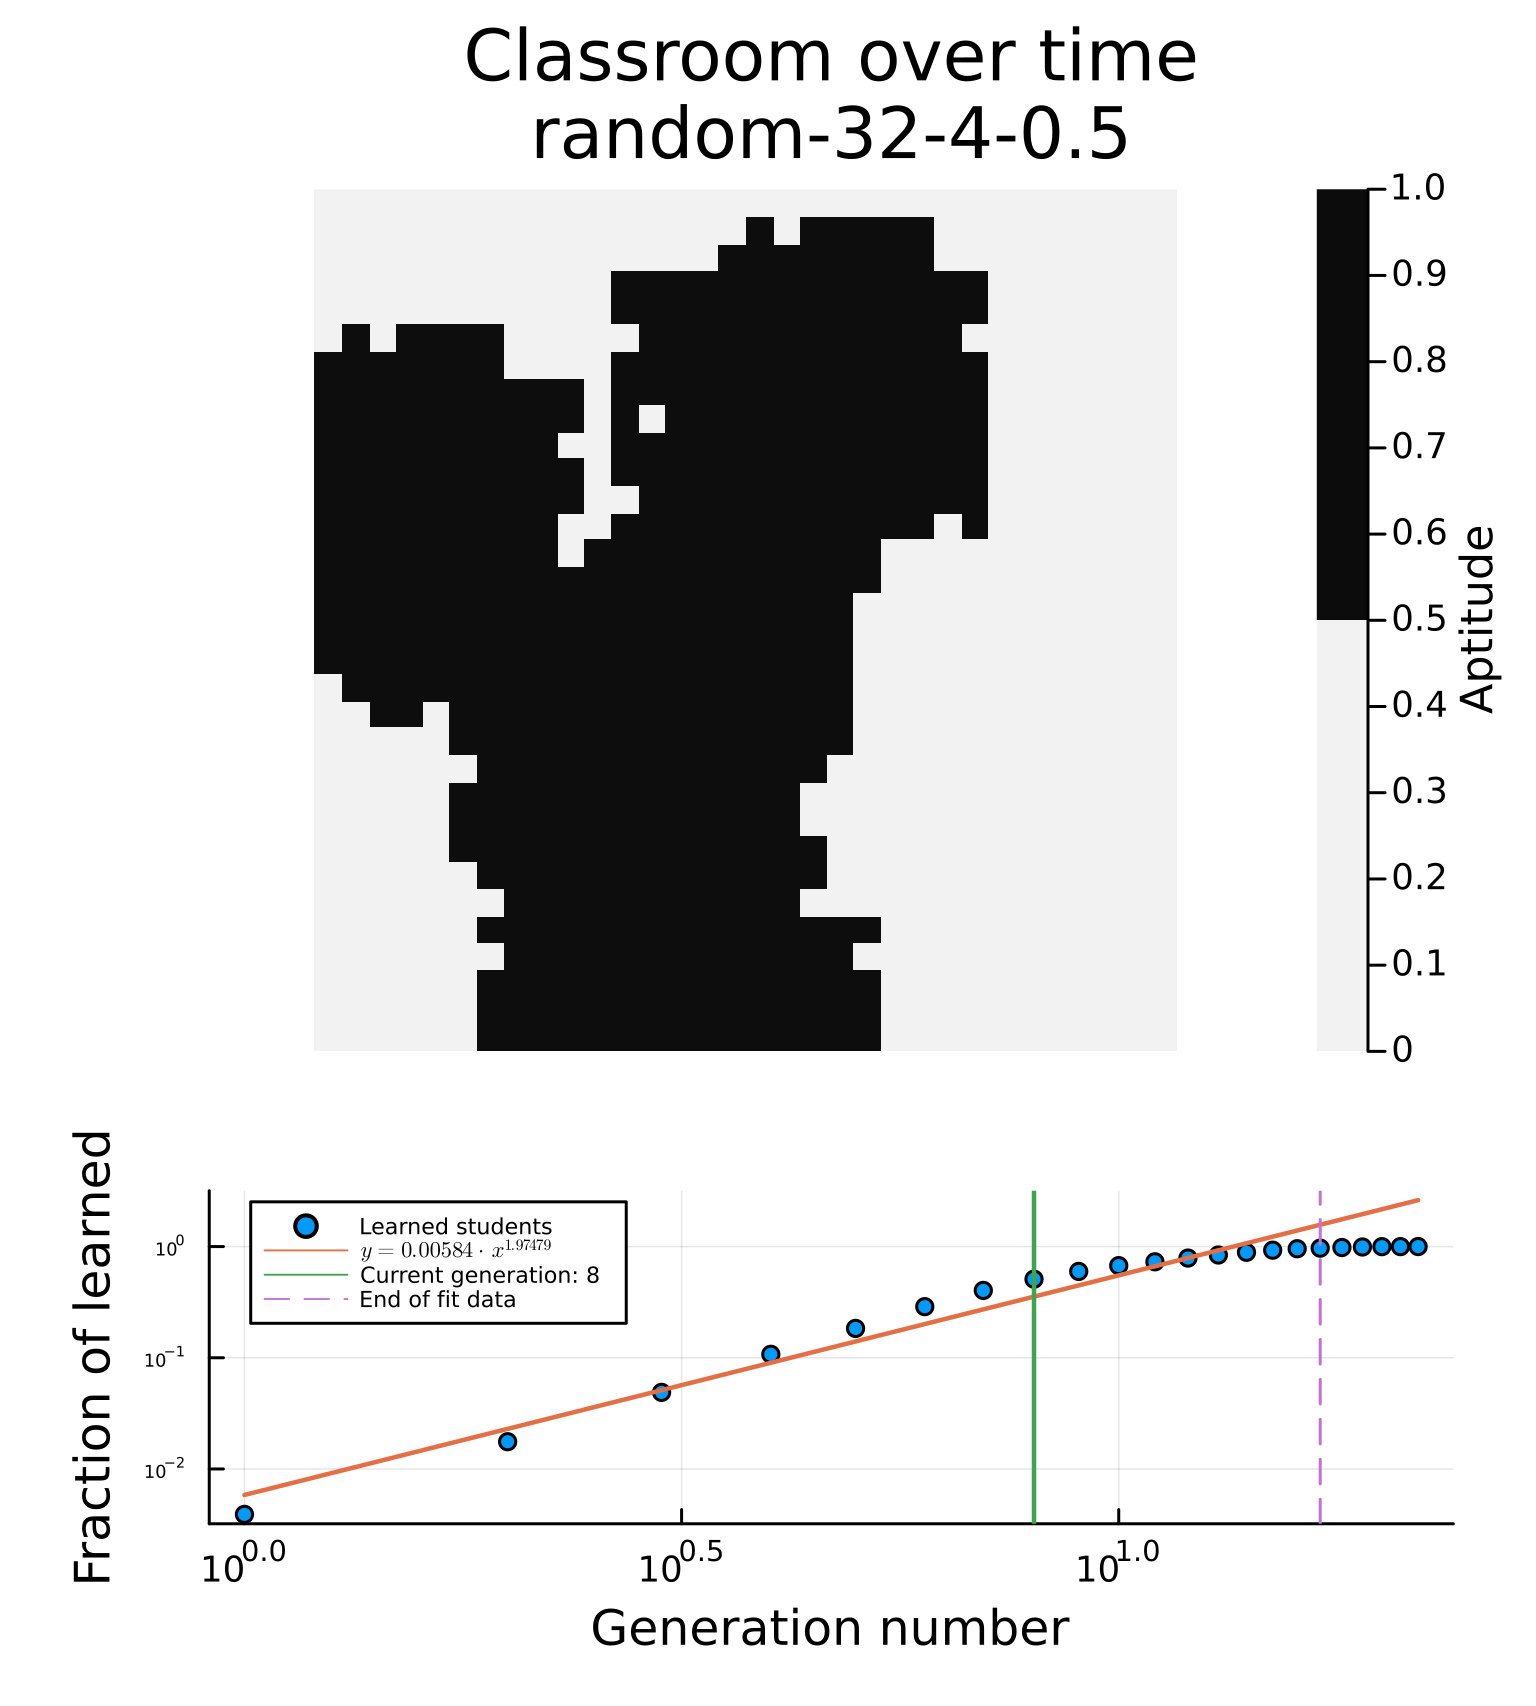 Classroom over time
random-32-4-0.5
1.0
0.9
0.8
0.7
0.6
0.5
0.4
0.3
0.2
0.1
0
Aptitude
Fraction of learned
10^0
10^−1
10^−2
Learned students
y = 0.00584 · x^1.97479
Current generation: 8
End of fit data
10^0.0
10^0.5
10^1.0
Generation number